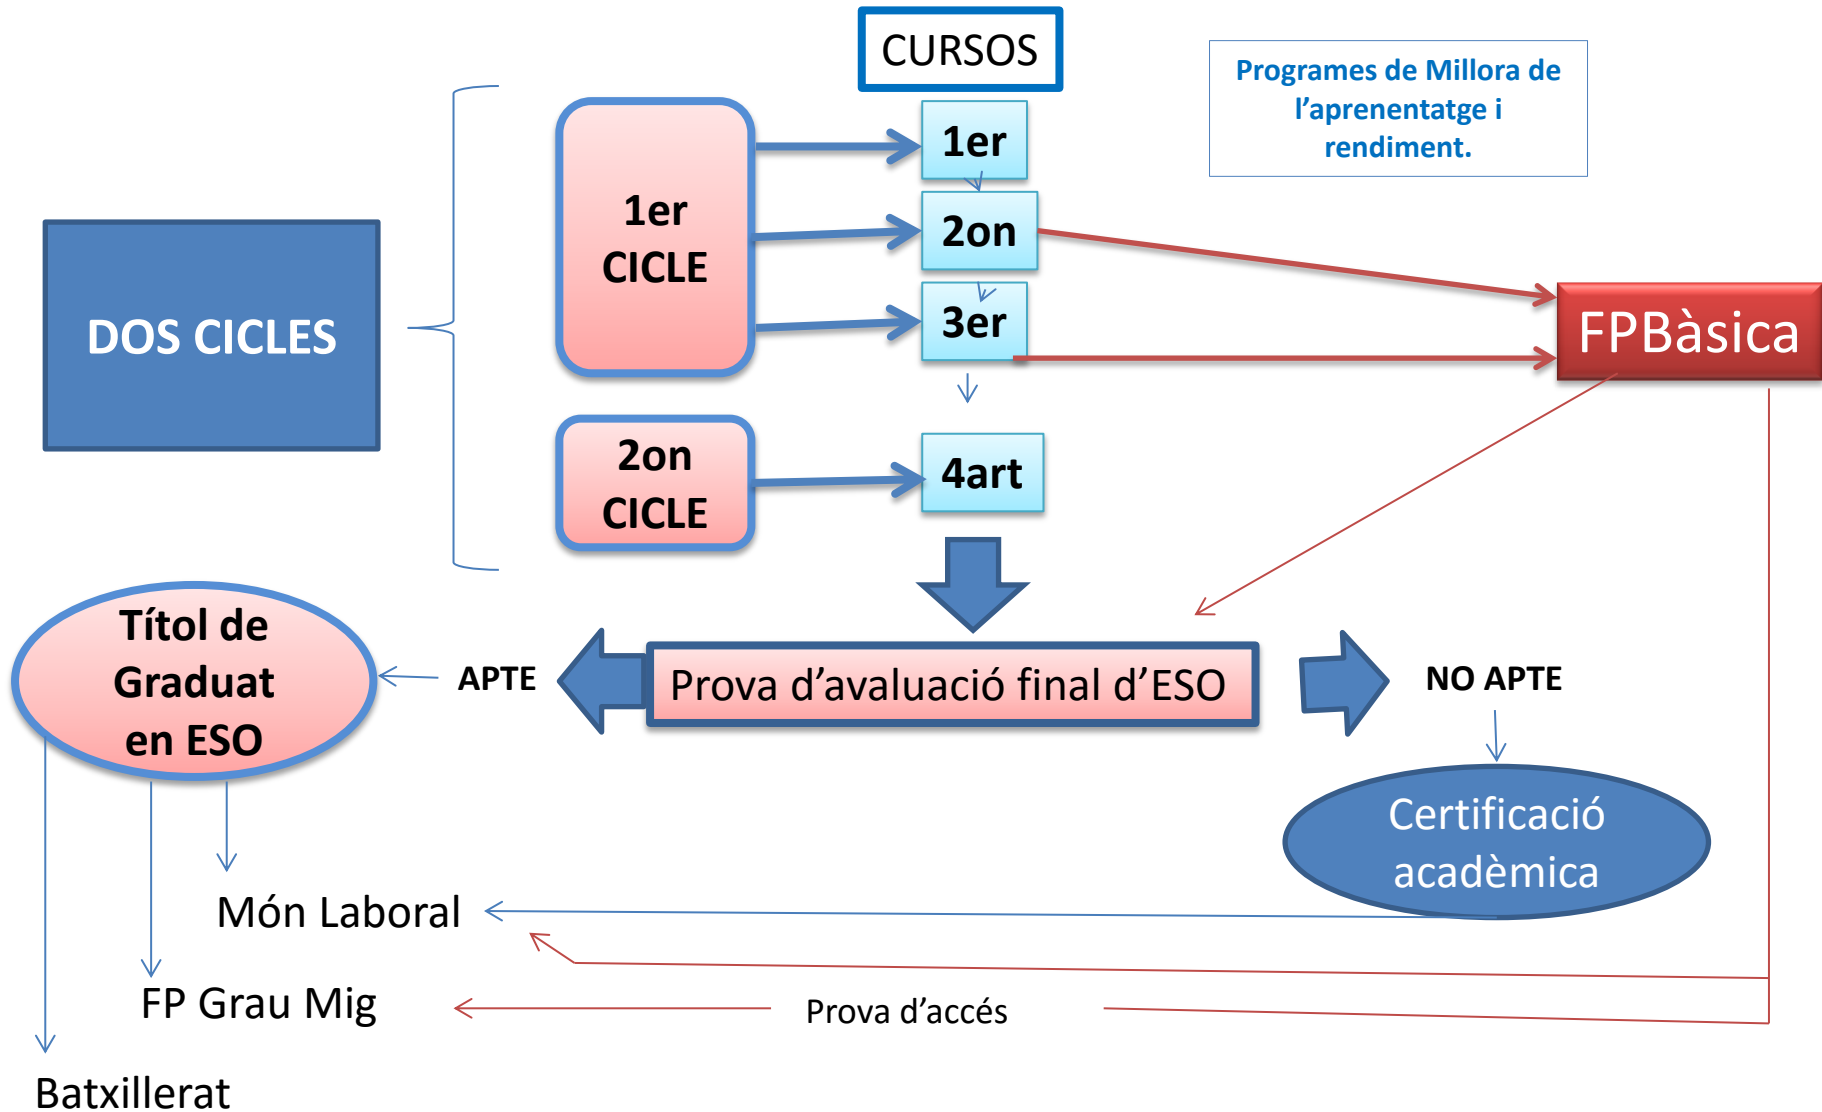 CURSOS
Programes de Millora de
l’aprenentatge i
rendiment.
1er
CICLE
1er
2on
3er
DOS CICLES
FPBàsica
2on
CICLE
4art
Títol de
Graduat
en ESO
APTE
Prova d’avaluació final d’ESO
NO APTE
Certificació
acadèmica
Món Laboral
FP Grau Mig
Prova d’accés
Batxillerat